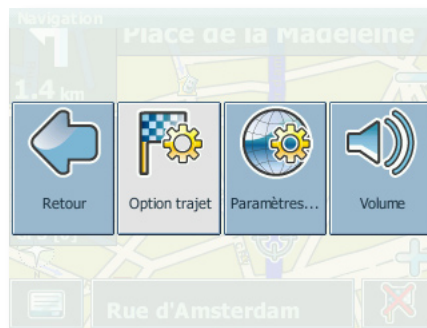 Navigation
Place de la Madeleine
1.4 km
Retour
Option trajet
Paramètres...
Volume
Rue d'Amsterdam